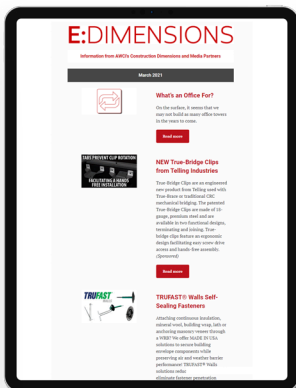 E:DIMENSIONS
Information from AWCI's Construction Dimensions and Media Partners
March 2021
What's an Office For?
On the surface, it seems that we
may not build as many office towers
in the years to come.
Read more
TABS PREVENT CLIP ROTATION
FACILITATING A HANDS
FREE INSTALLATION
NEW True-Bridge Clips
from Telling Industries
True-Bridge Clips are an engineered
new product from Telling used with
True-Brace or traditional CRC
mechanical bridging. The patented
True-Bridge Clips are made of 14-
gauge, premium steel and are
available in two functional designs,
terminating and joining. True-
bridge clips feature an ergonomic
design facilitating easy screw-drive
access and hands-free assembly.
(Sponsored)
Read more
TRUFAST
WALLS
TRUFAST® Walls Self-
Sealing Fasteners
Attaching continuous insulation,
mineral wool, building wrap, lath or
anchoring masonry veneer through
a WRB? We offer MADE IN USA
solutions to secure building
envelope components while
preserving air and weather barrier
performance! TRUFAST® Walls
solutions redu
eliminate fastener penetration